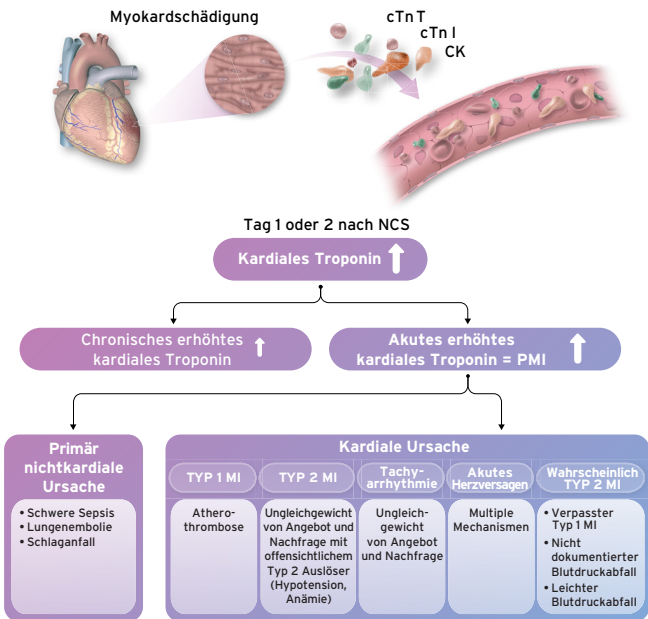 Myokardschädigung
cTn T
cTn I
CK
Tag 1 oder 2 nach NCS
Kardiales Troponin
Chronisches erhöhtes
kardiales Troponin
Akutes erhöhtes
kardiales Troponin = PMI
Primär
nichtkardiale
Ursache
• Schwere Sepsis
• Lungenembolie
• Schlaganfall
Kardiale Ursache
TYP 1 MI
Athero-
thrombose
TYP 2 MI
Ungleichgewicht
von Angebot und
Nachfrage mit
offensichtlichem
Typ 2 Auslöser
(Hypotension,
Anämie)
Tachy-
arrhythmie
Ungleich-
gewicht
von Angebot
und Nachfrage
Akutes
Herzversagen
Multiple
Mechanismen
Wahrscheinlich
TYP 2 MI
• Verpasster
Typ 1 MI
• Nicht
dokumentierter
Blutdruckabfall
• Leichter
Blutdruckabfall